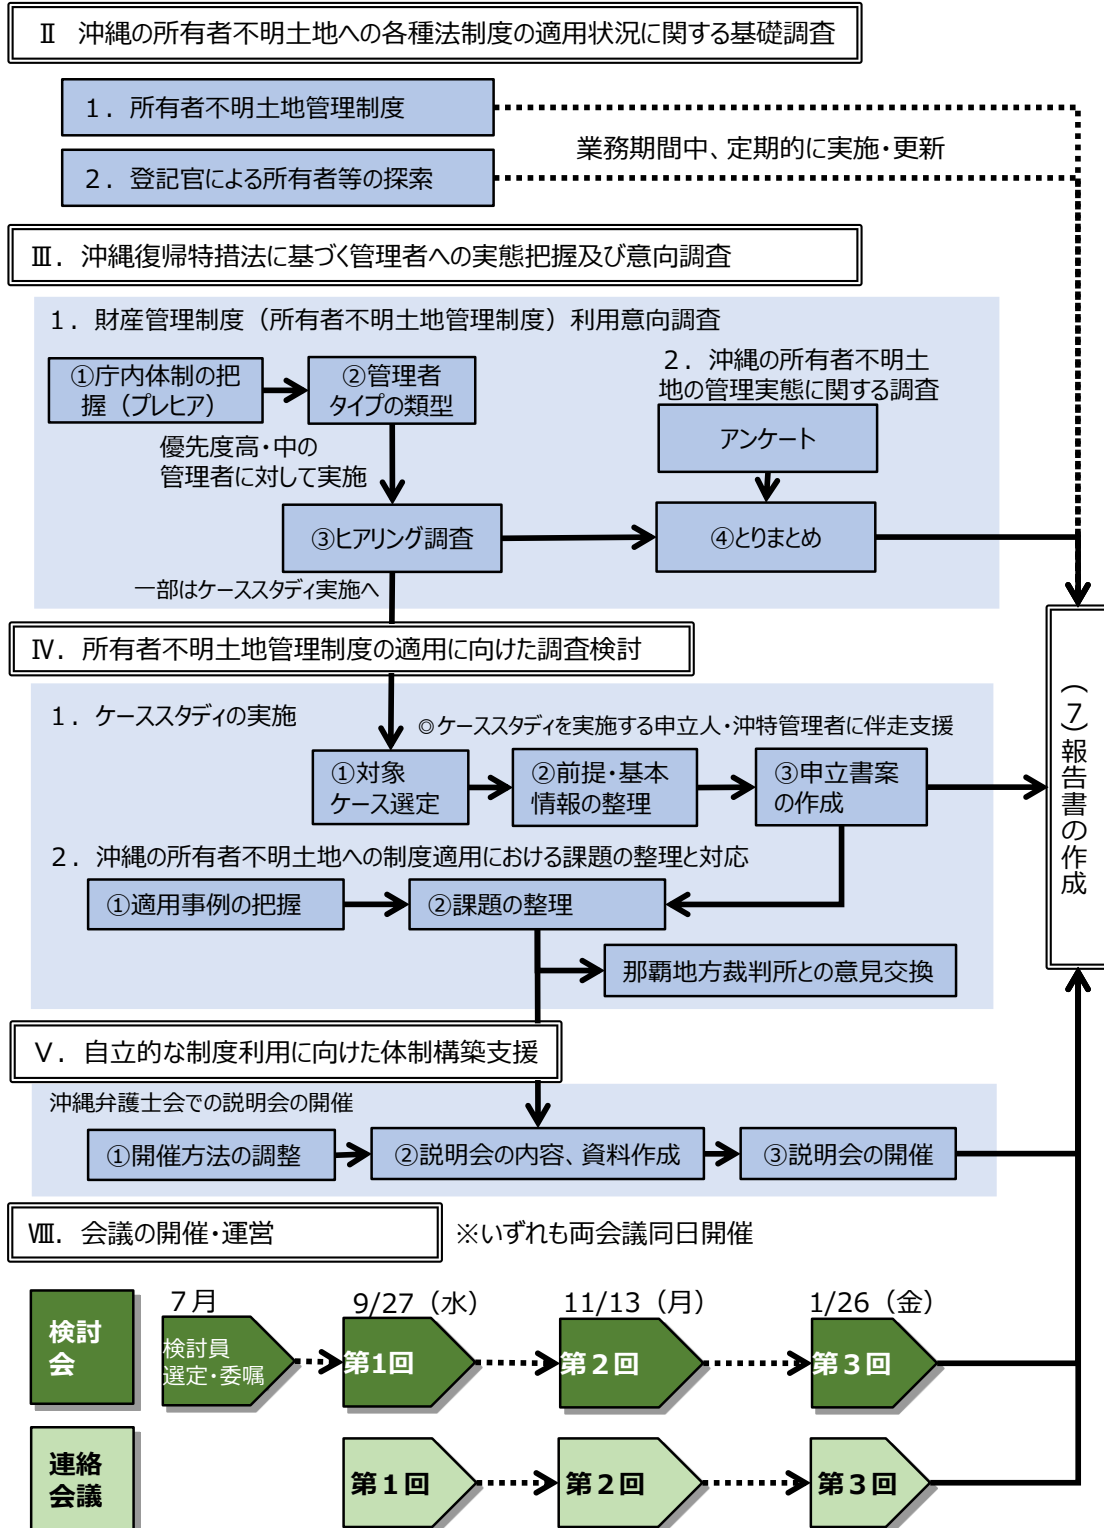 Ⅱ 沖縄の所有者不明土地への各種法制度の適用状況に関する基礎調査
１．所有者不明土地管理制度
業務期間中、定期的に実施・更新
２．登記官による所有者等の探索
Ⅲ．沖縄復帰特措法に基づく管理者への実態把握及び意向調査
１．財産管理制度（所有者不明土地管理制度）利用意向調査
①庁内体制の把
握（プレヒア）
②管理者
タイプの類型
２．沖縄の所有者不明土
地の管理実態に関する調査
アンケート
優先度高・中の
管理者に対して実施
③ヒアリング調査
④とりまとめ
一部はケーススタディ実施へ
Ⅳ．所有者不明土地管理制度の適用に向けた調査検討
１．ケーススタディの実施
◎ケーススタディを実施する申立人・沖特管理者に伴走支援
①対象
ケース選定
②前提・基本
情報の整理
③申立書案
の作成
（７）報告書の作成
２．沖縄の所有者不明土地への制度適用における課題の整理と対応
①適用事例の把握
②課題の整理
那覇地方裁判所との意見交換
Ⅴ．自立的な制度利用に向けた体制構築支援
沖縄弁護士会での説明会の開催
①開催方法の調整
②説明会の内容、資料作成
③説明会の開催
Ⅷ．会議の開催・運営
※いずれも両会議同日開催
７月
9/27（水）
11/13（月）
1/26（金）
検討
会
検討員
選定・委嘱
第1回
第２回
第３回
連絡
会議
第１回
第２回
第３回